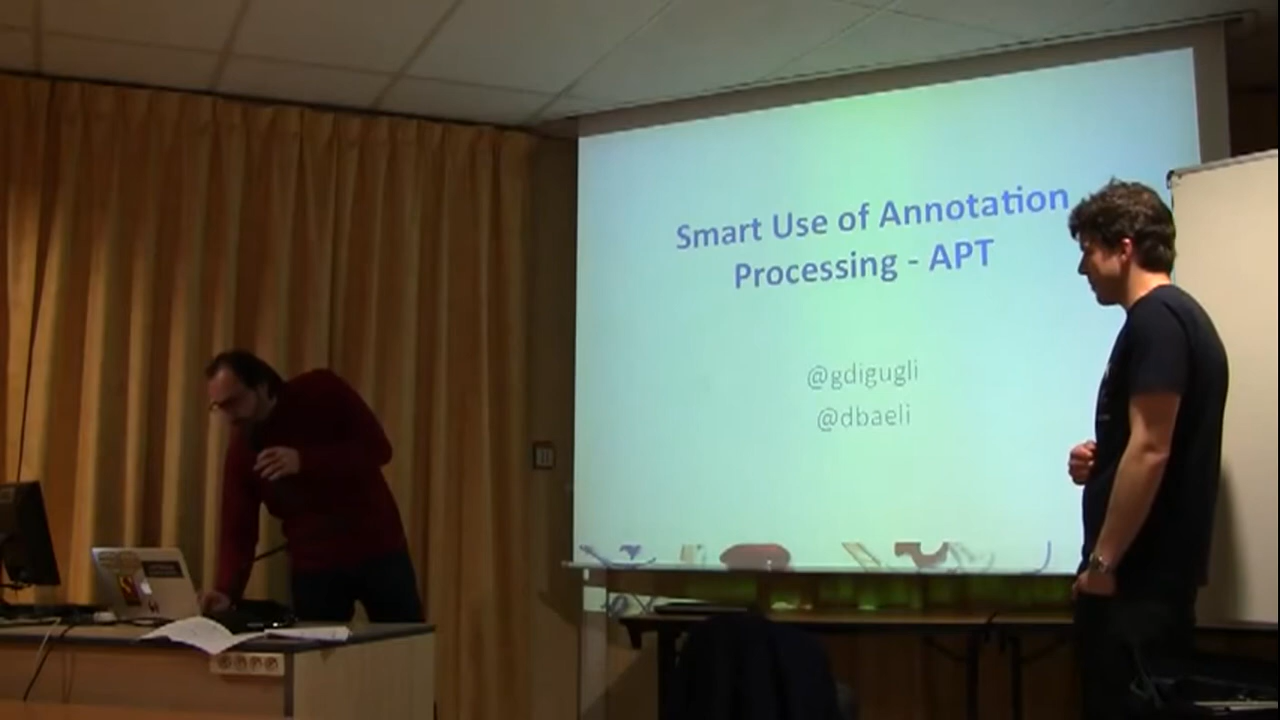 Smart Use of Annotation
Processing - APT
@gdigugli
@dbaeli